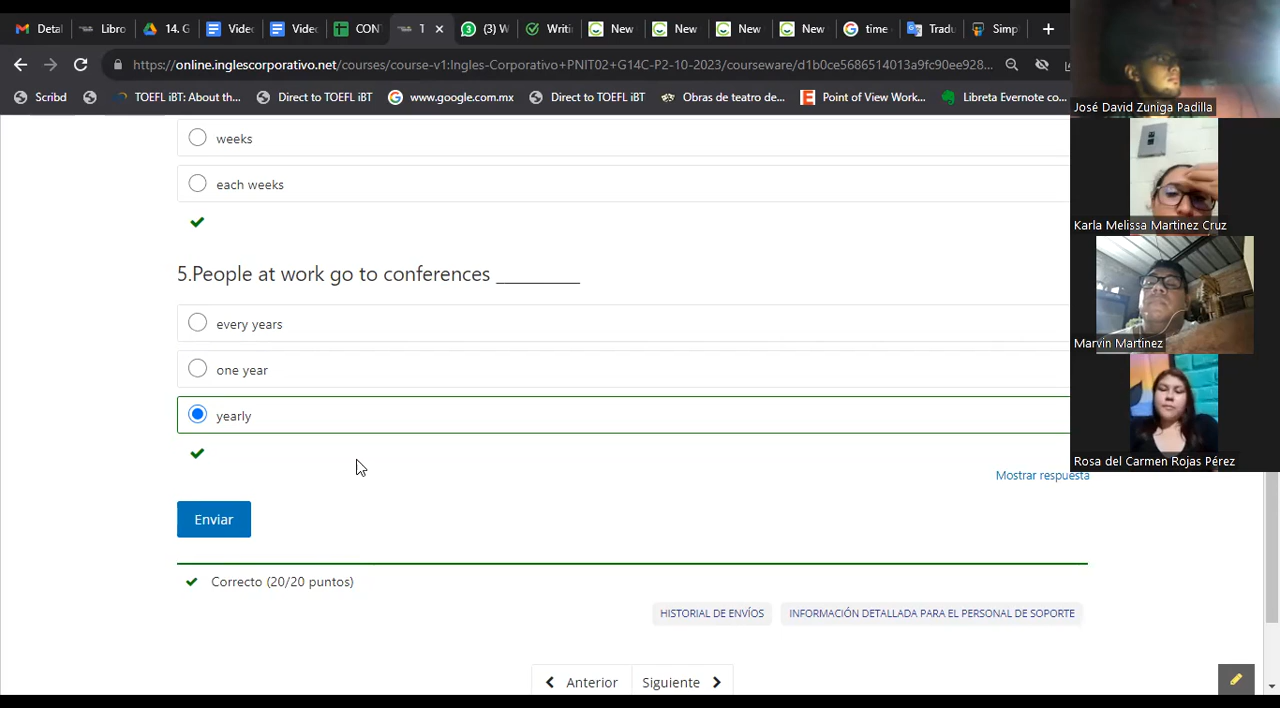 Detal
Libro
14. G
Video
Video
CON
1
(3) W
Writi
New
New
New
New
time
Tradu
Simp
https://online.inglescorporativo.net/courses/course-v1:Ingles-Corporativo+PNIT02+G14C-P2-10-2023/courseware/d1b0ce5686514013a9fc90ee928...
Scribd
TOEFL iBT: About th...
Direct to TOEFL iBT
www.google.com.mx
Direct to TOEFL iBT
Obras de teatro de...
Point of View Work...
Libreta Evernote co...
José David Zuniga Padilla
weeks
each weeks
Karla Melissa Martinez Cruz
5.People at work go to conferences __________
every years
Marvin Martinez
one year
yearly
Rosa del Carmen Rojas Pérez
Mostrar respuesta
Enviar
Correcto (20/20 puntos)
HISTORIAL DE ENVÍOS
INFORMACIÓN DETALLADA PARA EL PERSONAL DE SOPORTE
Anterior
Siguiente